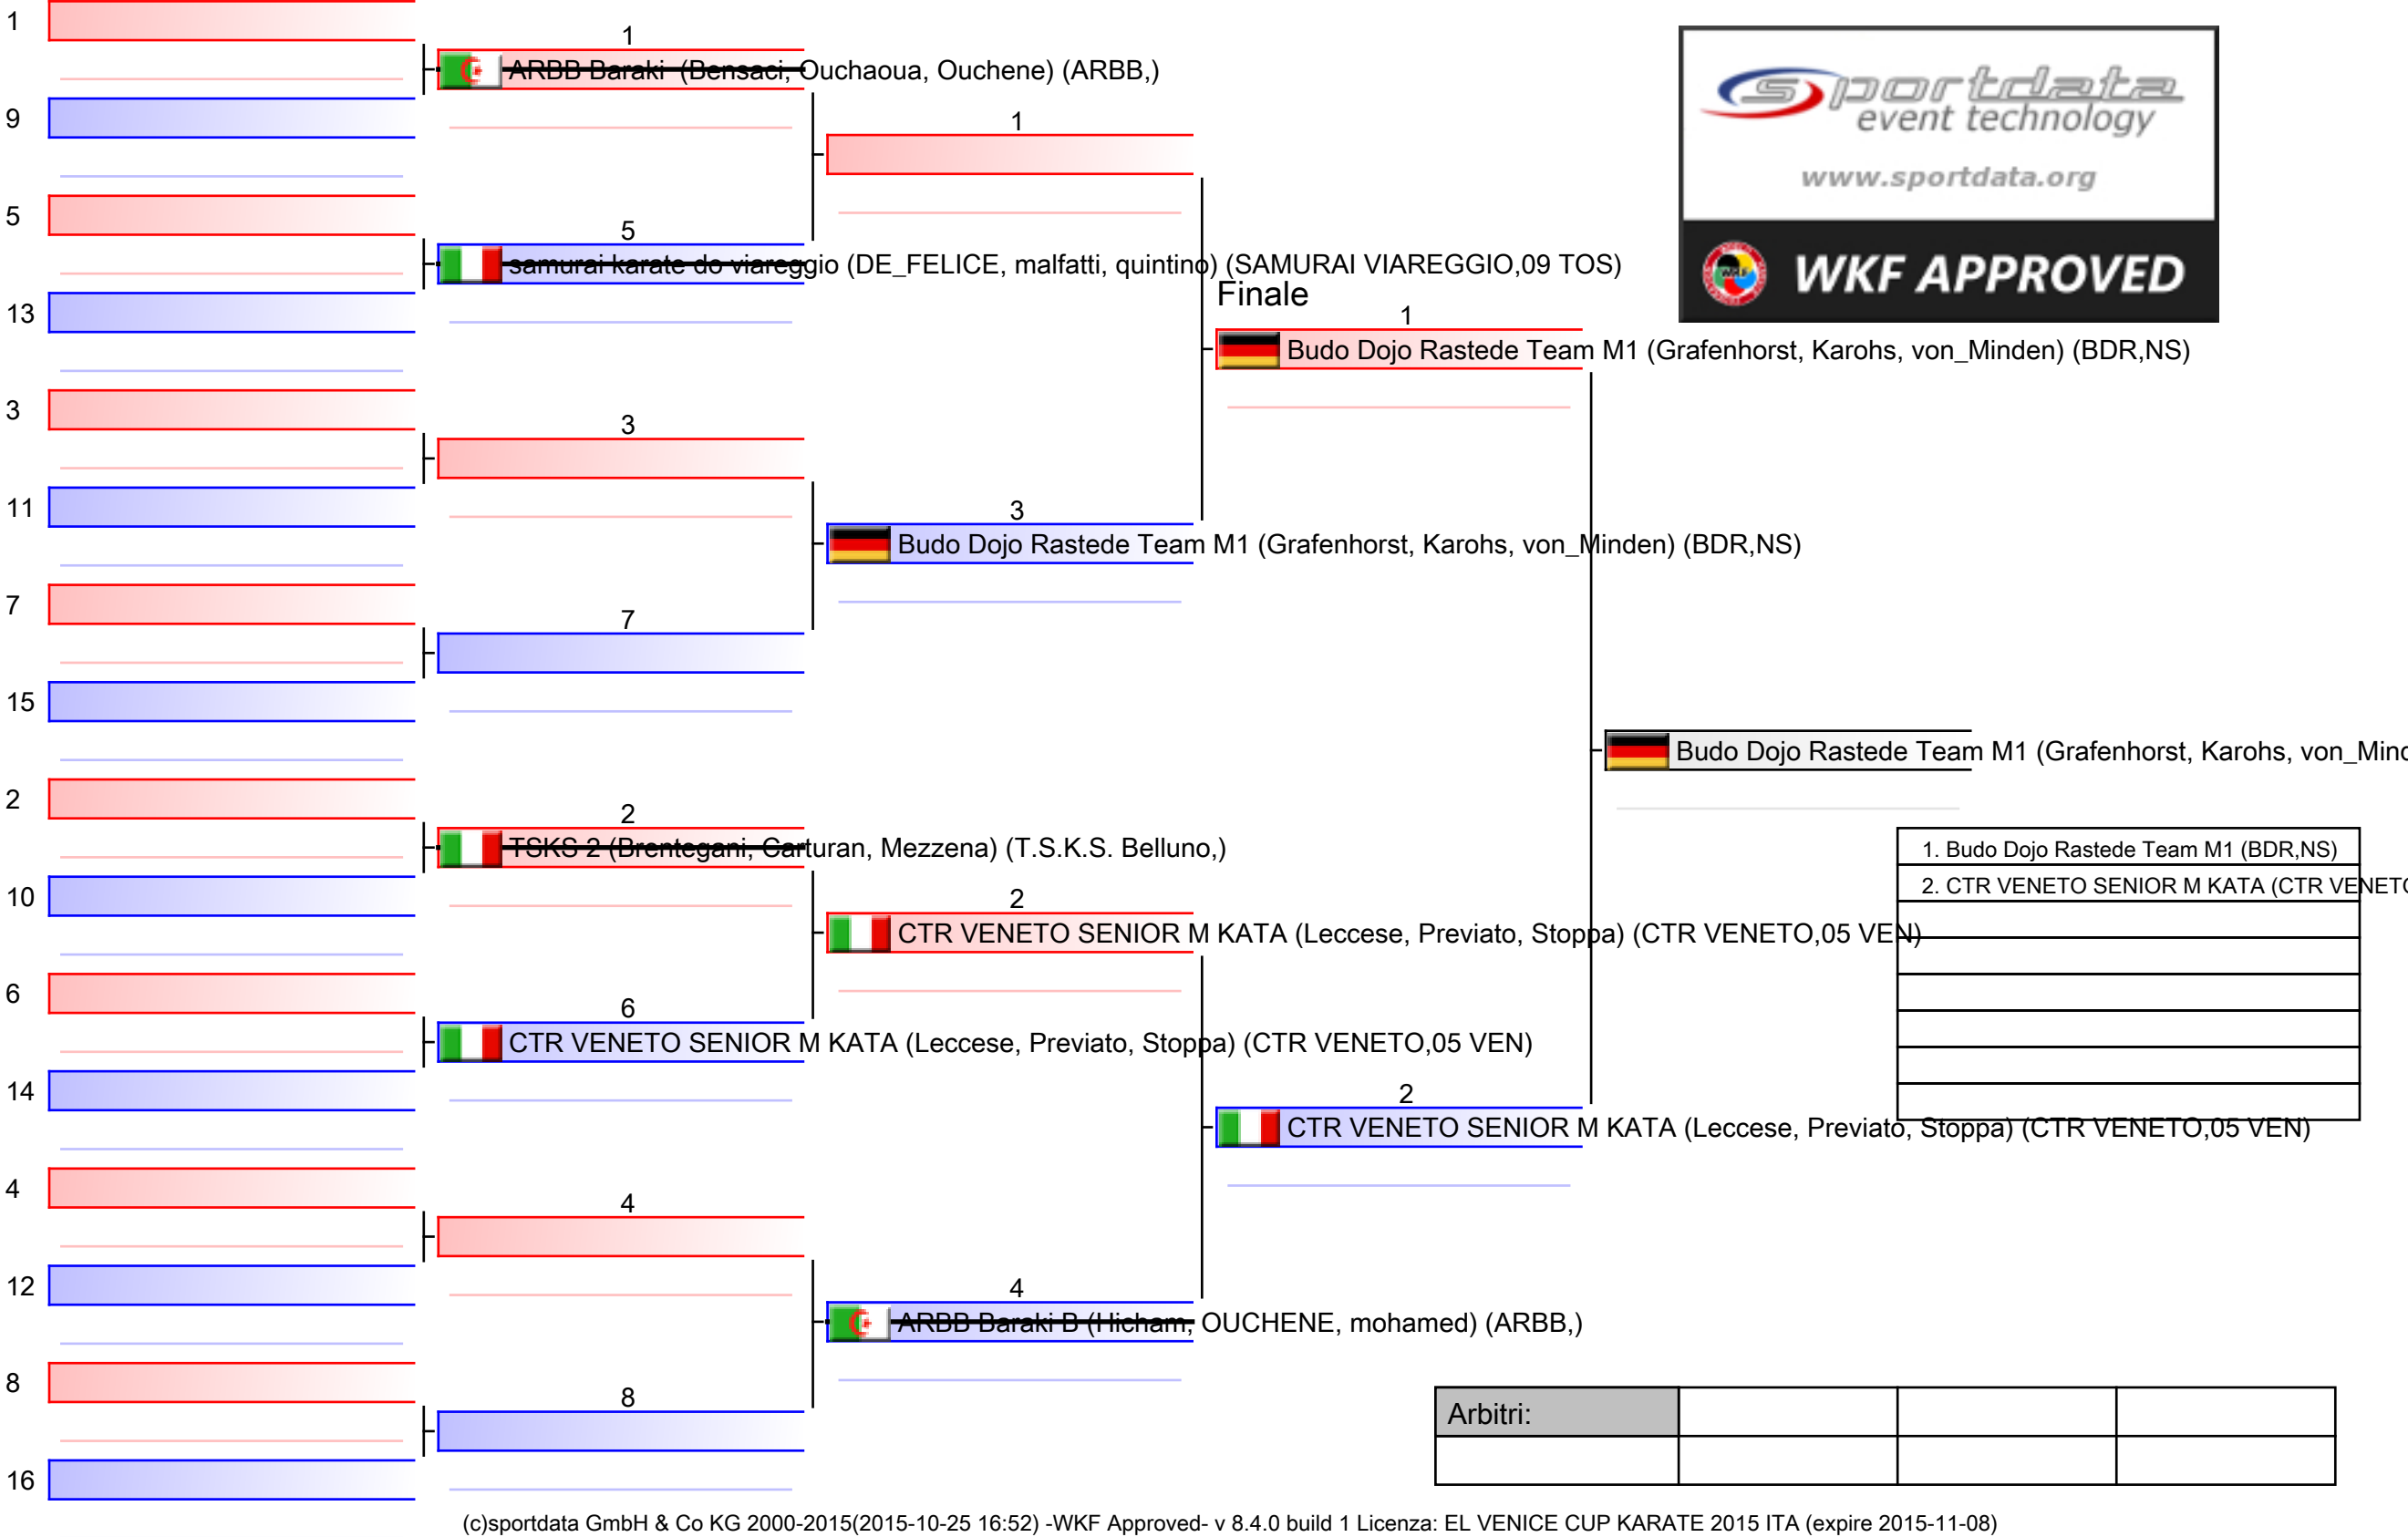 1
9
5
13
3
11
7
15
2
10
6
14
4
12
8
16
1
ARBB Baraki (Bensaci, Ouchaoua, Ouchene) (ARBB,)
5
samurai karate do viareggio (DE_FELICE, malfatti, quintino) (SAMURAI VIAREGGIO,09 TOS)
3
7
2
TSKS 2 (Brentegani, Carturan, Mezzena) (T.S.K.S. Belluno,)
6
CTR VENETO SENIOR M KATA (Leccese, Previato, Stoppa) (CTR VENETO,05 VEN)
4
8
1
3
Budo Dojo Rastede Team M1 (Grafenhorst, Karohs, von_Minden) (BDR,NS)
2
CTR VENETO SENIOR M KATA (Leccese, Previato, Stoppa) (CTR VENETO,05 VEN)
4
ARBB Baraki B (Hicham, OUCHENE, mohamed) (ARBB,)
Finale
1
Budo Dojo Rastede Team M1 (Grafenhorst, Karohs, von_Minden) (BDR,NS)
2
CTR VENETO SENIOR M KATA (Leccese, Previato, Stoppa) (CTR VENETO,05 VEN)
Budo Dojo Rastede Team M1 (Grafenhorst, Karohs, von_Mind
sportdata
event technology
www.sportdata.org
WKF
WKF APPROVED
1. Budo Dojo Rastede Team M1 (BDR,NS)
2. CTR VENETO SENIOR M KATA (CTR VENETO
Arbitri:
(c)sportdata GmbH & Co KG 2000-2015(2015-10-25 16:52) -WKF Approved- v 8.4.0 build 1 Licenza: EL VENICE CUP KARATE 2015 ITA (expire 2015-11-08)